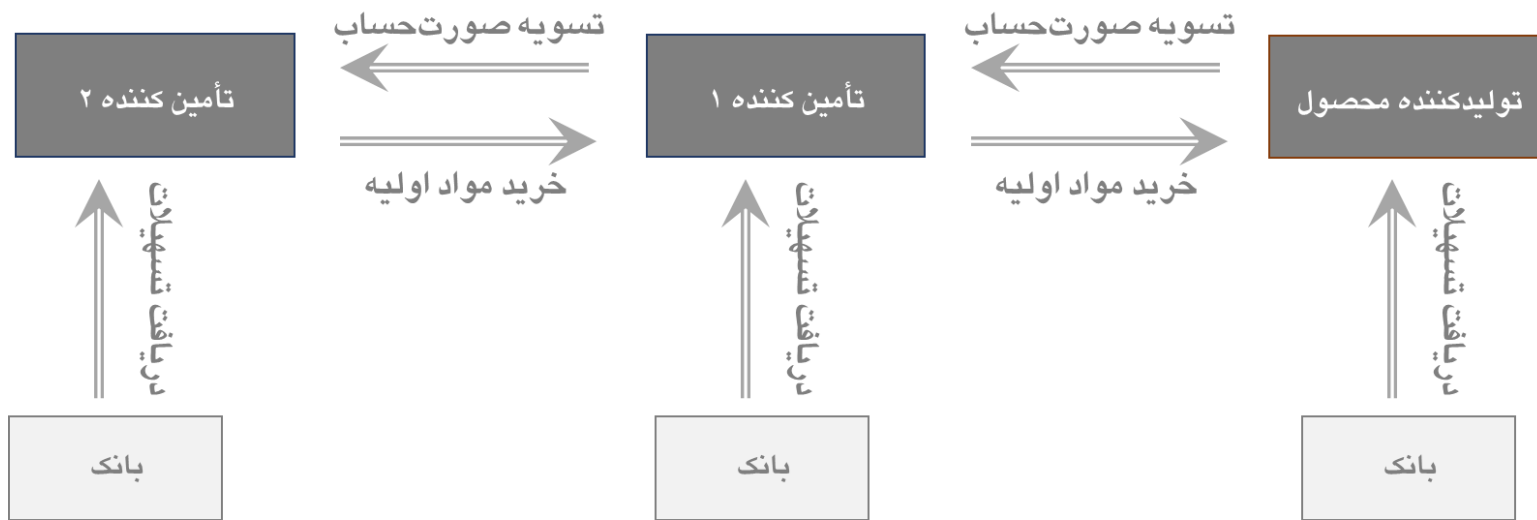 تسویه صورت‌حساب
تسویه صورت‌حساب
تولیدکننده محصول
تأمین کننده ۱
تأمین کننده ۲
خرید مواد اولیه
خرید مواد اولیه
دریافت تسهیلات
دریافت تسهیلات
دریافت تسهیلات
بانک
بانک
بانک